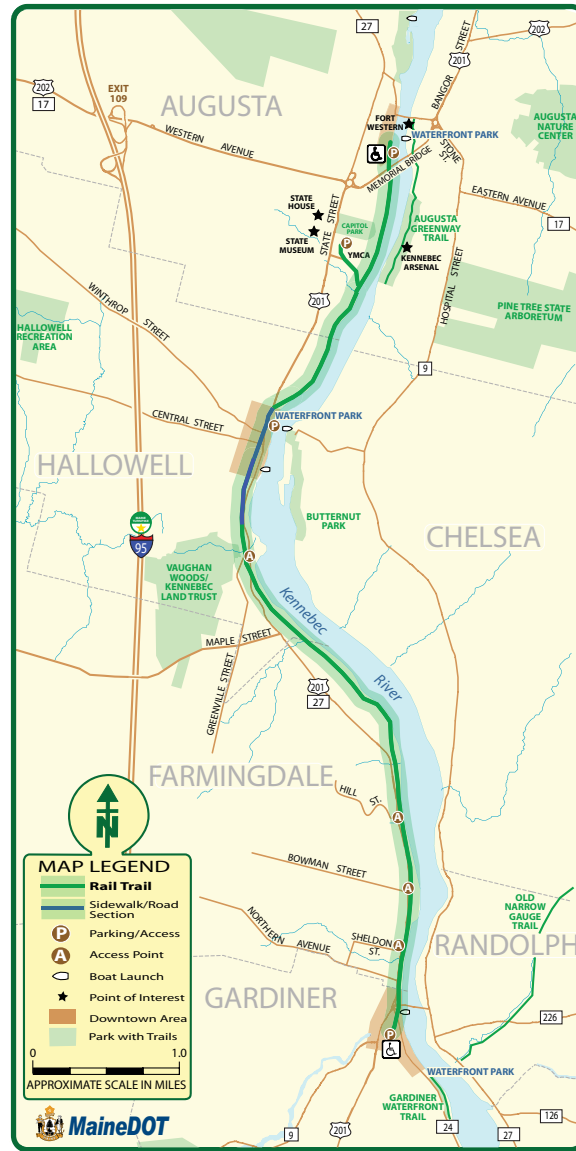 27
202
201
BANGOR STREET
202
17
EXIT
109
AUGUSTA
FORT
WESTERN
WATERFRONT PARK
AUGUSTA
NATURE
CENTER
WESTERN AVENUE
P
MEMORIAL BRIDGE
STONE
ST.
STATE
HOUSE
STATE STREET
CAPITOL
PARK
EASTERN AVENUE
17
STATE
MUSEUM
P
YMCA
AUGUSTA
GREENWAY
TRAIL
KENNEBEC
ARSENAL
HOSPITAL STREET
201
WINTHROP STREET
PINE TREE STATE
ARBORETUM
HALLOWELL
RECREATION
AREA
9
CENTRAL STREET
WATERFRONT PARK
P
HALLOWELL
BUTTERNUT
PARK
CHELSEA
95
A
VAUGHAN
WOODS/
KENNEBEC
LAND TRUST
Kennebec
River
MAPLE STREET
GREENVILLE STREET
201
27
FARMINGDALE
HILL ST.
A
N
BOWMAN STREET
A
MAP LEGEND
Rail Trail
Sidewalk/Road
Section
P Parking/Access
A Access Point
Boat Launch
Point of Interest
Downtown Area
Park with Trails
0 1.0
APPROXIMATE SCALE IN MILES
OLD
NARROW
GAUGE
TRAIL
NORTHERN AVENUE
SHELDON
ST.
A
RANDOLPH
GARDINER
226
P
WATERFRONT PARK
GARDINER
WATERFRONT
TRAIL
MaineDOT
9
201
24
27
126